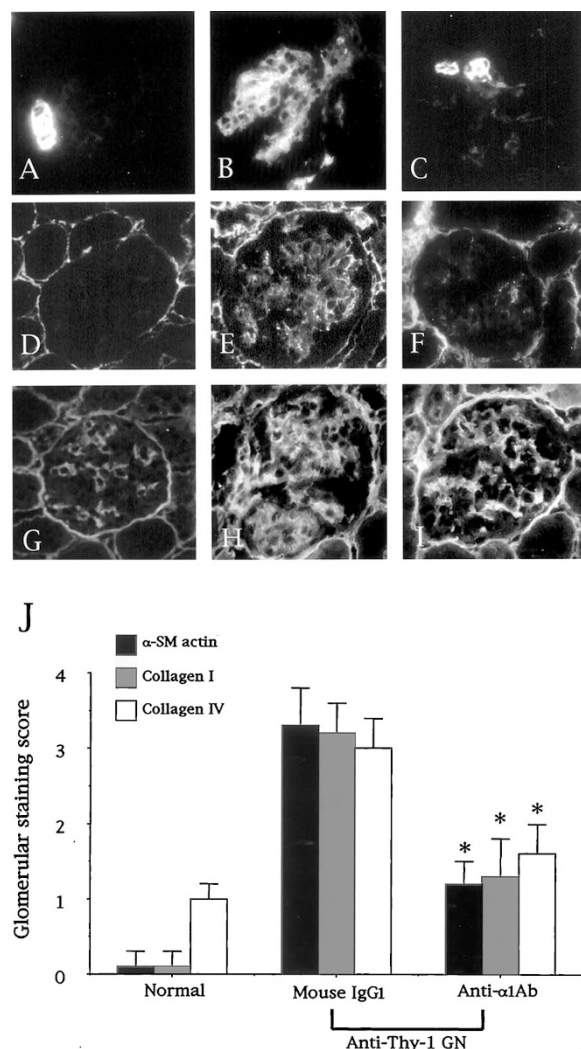 A
B
C
D
E
F
G
H
I
J
α-SM actin
Collagen I
Collagen IV
Glomerular staining score
4
3
2
1
0
* * *
Normal Mouse IgG1 Anti-α1Ab
Anti-Thy-1 GN